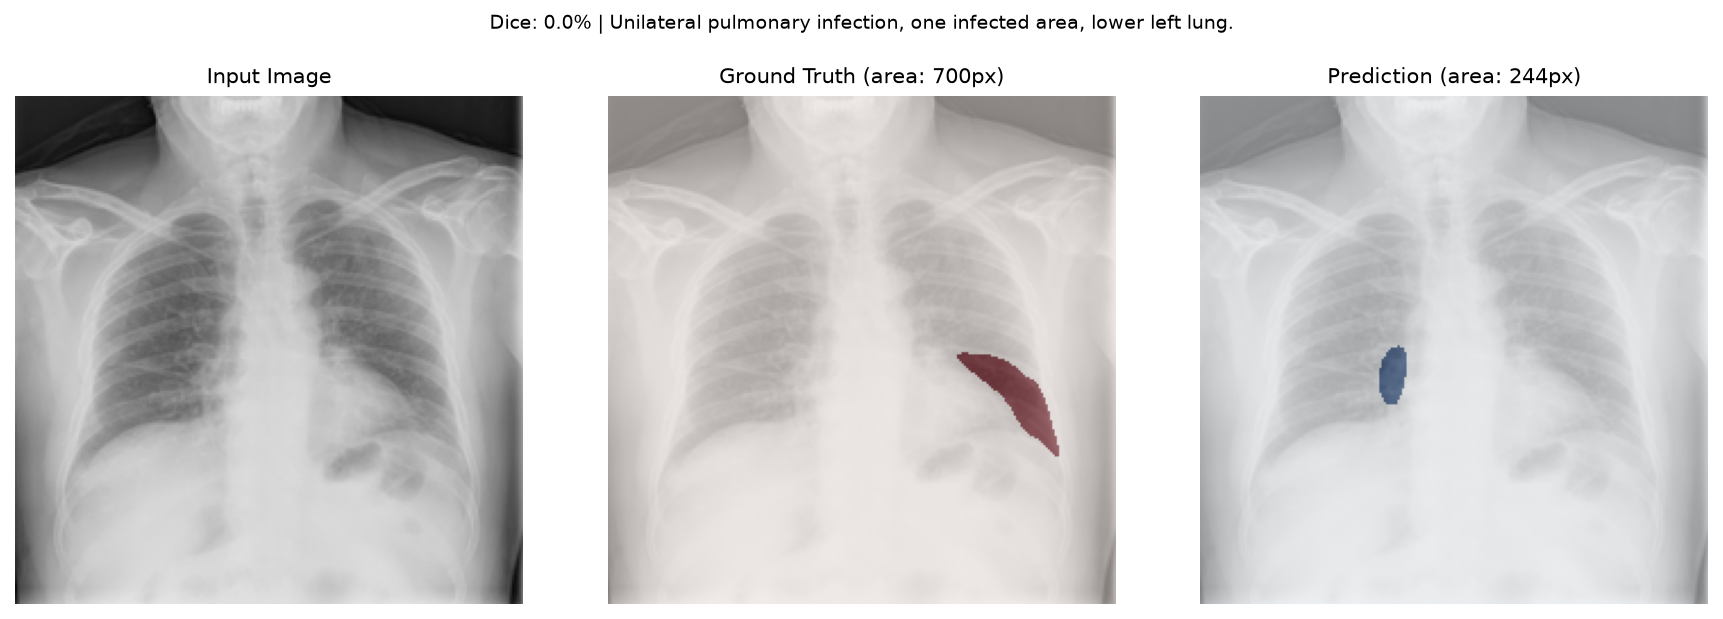 Dice: 0.0% | Unilateral pulmonary infection, one infected area, lower left lung.
Input Image
Ground Truth (area: 700px)
Prediction (area: 244px)